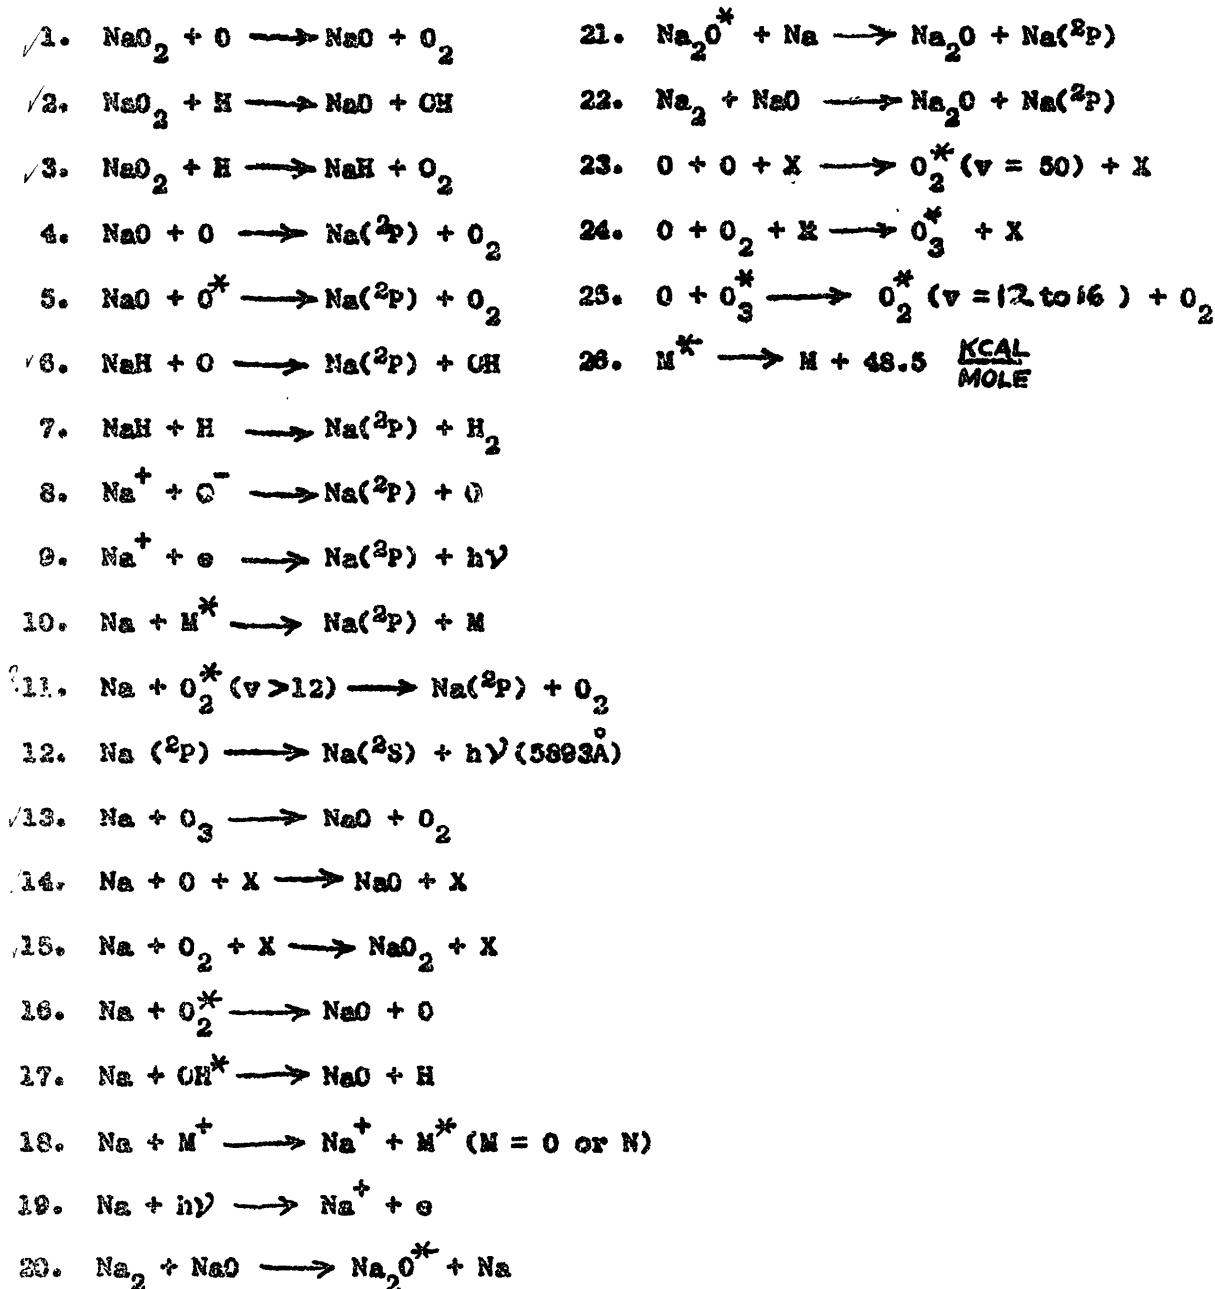 ✓1. NaO₂ + O ⟶ NaO + O₂
✓2. NaO₂ + H ⟶ NaO + OH
✓3. NaO₂ + H ⟶ NaH + O₂
4. NaO + O ⟶ Na(²P) + O₂
5. NaO + O* ⟶ Na(²P) + O₂
✓6. NaH + O ⟶ Na(²P) + OH
7. NaH + H ⟶ Na(²P) + H₂
8. Na⁺ + O⁻ ⟶ Na(²P) + O
9. Na⁺ + e ⟶ Na(²P) + hν
10. Na + M* ⟶ Na(²P) + M
?11. Na + O₂* (v >12) ⟶ Na(²P) + O₂
12. Na (²P) ⟶ Na(²S) + hν (5893Å)
✓13. Na + O₃ ⟶ NaO + O₂
✓14. Na + O + X ⟶ NaO + X
✓15. Na + O₂ + X ⟶ NaO₂ + X
16. Na + O₂* ⟶ NaO + O
17. Na + OH* ⟶ NaO + H
18. Na + M⁺ ⟶ Na⁺ + M* (M = O or N)
19. Na + hν ⟶ Na⁺ + e
20. Na₂ + NaO ⟶ Na₂O* + Na
21. Na₂O* + Na ⟶ Na₂O + Na(²P)
22. Na₂ + NaO ⟶ Na₂O + Na(²P)
23. O + O + X ⟶ O₂* (v = 50) + X
24. O + O₂ + X ⟶ O₃* + X
25. O + O₃* ⟶ O₂* (v = 12 to 16 ) + O₂
26. M* ⟶ M + 48.5 KCAL/MOLE